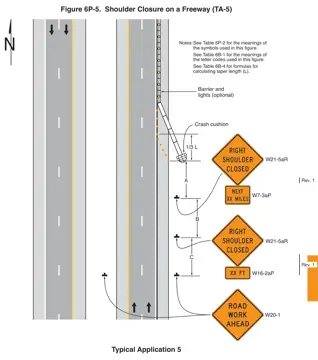 Figure 6P-5. Shoulder Closure on a Freeway (TA-5)
N
Notes: See Table 6P-2 for the meanings of
the symbols used in this figure.
See Table 6B-1 for the meanings of
the letter codes used in this figure.
See Table 6B-4 for formulas for
calculating taper length (L).
Barrier and
lights (optional)
Crash cushion
1/3 L
RIGHT
SHOULDER
CLOSED
W21-5aR
A
Rev. 1
NEXT
XX MILES
W7-3aP
B
RIGHT
SHOULDER
CLOSED
W21-5aR
C
Rev. 1
XX FT
W16-2aP
ROAD
WORK
AHEAD
W20-1
Typical Application 5